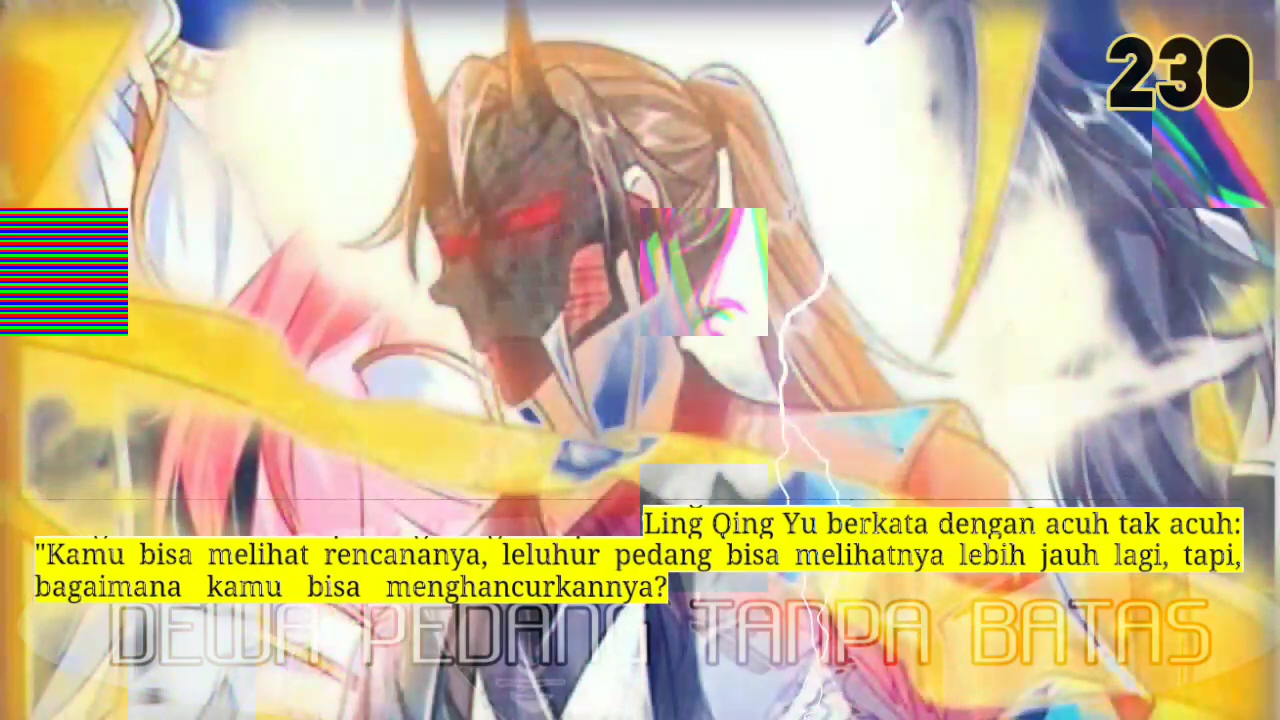 230
Ling Qing Yu berkata dengan acuh tak acuh:
"Kamu bisa melihat rencananya, leluhur pedang bisa melihatnya lebih jauh lagi, tapi,
bagaimana kamu bisa menghancurkannya?
DEWA PEDANG TANPA BATAS